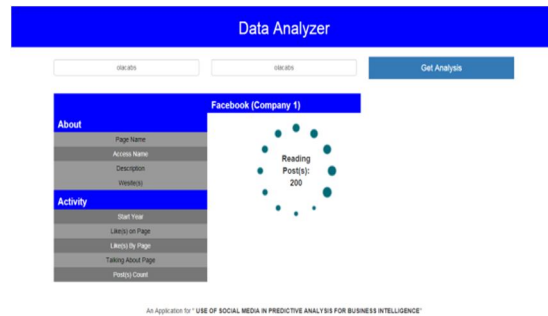 Data Analyzer
olacabs
olacabs
Get Analysis
Facebook (Company 1)
About
Page Name
Access Name
Description
Wesite(s)
Reading
Post(s):
200
Activity
Start Year
Like(s) on Page
Like(s) By Page
Talking About Page
Post(s) Count
An Application for " USE OF SOCIAL MEDIA IN PREDICTIVE ANALYSIS FOR BUSINESS INTELLIGENCE"